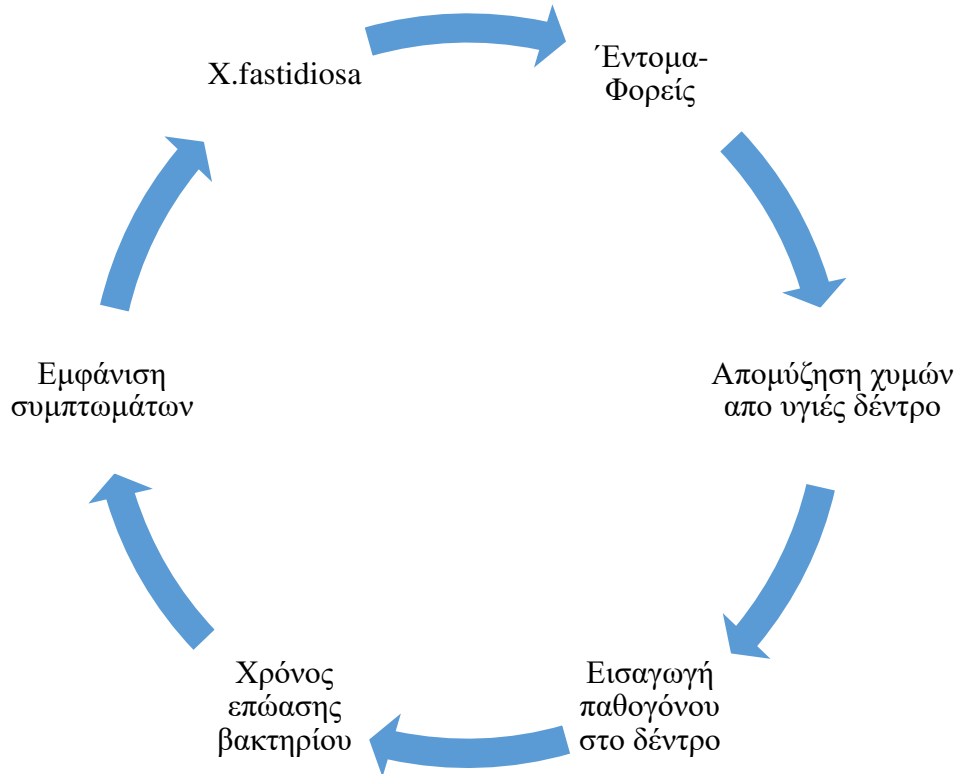 X.fastidiosa
Έντομα-
Φορείς
Απομύζηση χυμών
απο υγιές δέντρο
Εισαγωγή
παθογόνου
στο δέντρο
Χρόνος
επώασης
βακτηρίου
Εμφάνιση
συμπτωμάτων